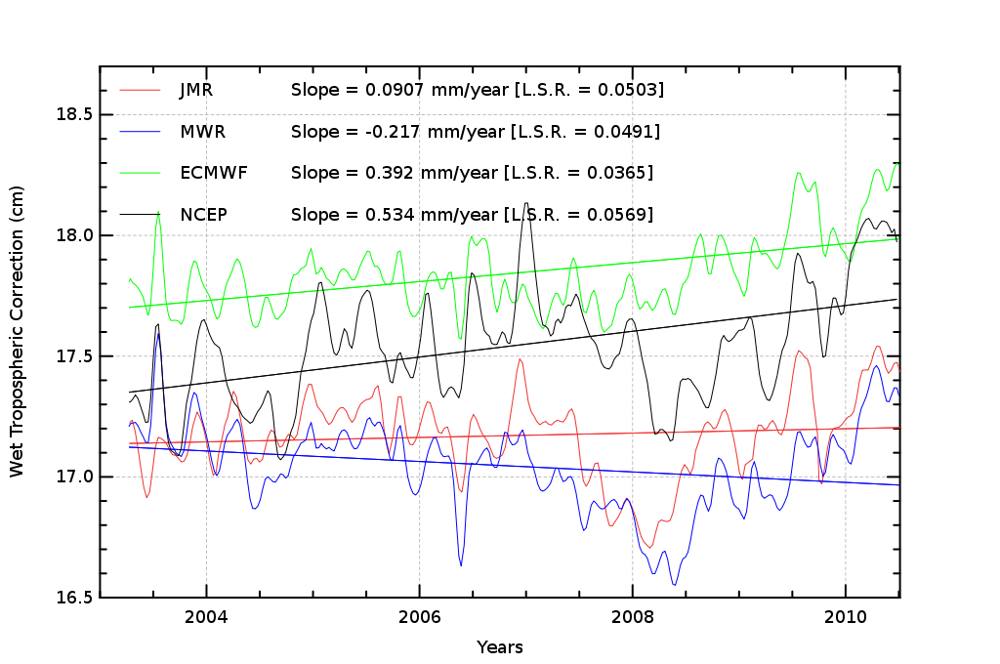 18.5
18.0
17.5
17.0
16.5
Wet Tropospheric Correction (cm)
JMR Slope = 0.0907 mm/year [L.S.R. = 0.0503]
MWR Slope = -0.217 mm/year [L.S.R. = 0.0491]
ECMWF Slope = 0.392 mm/year [L.S.R. = 0.0365]
NCEP Slope = 0.534 mm/year [L.S.R. = 0.0569]
2004 2006 2008 2010
Years